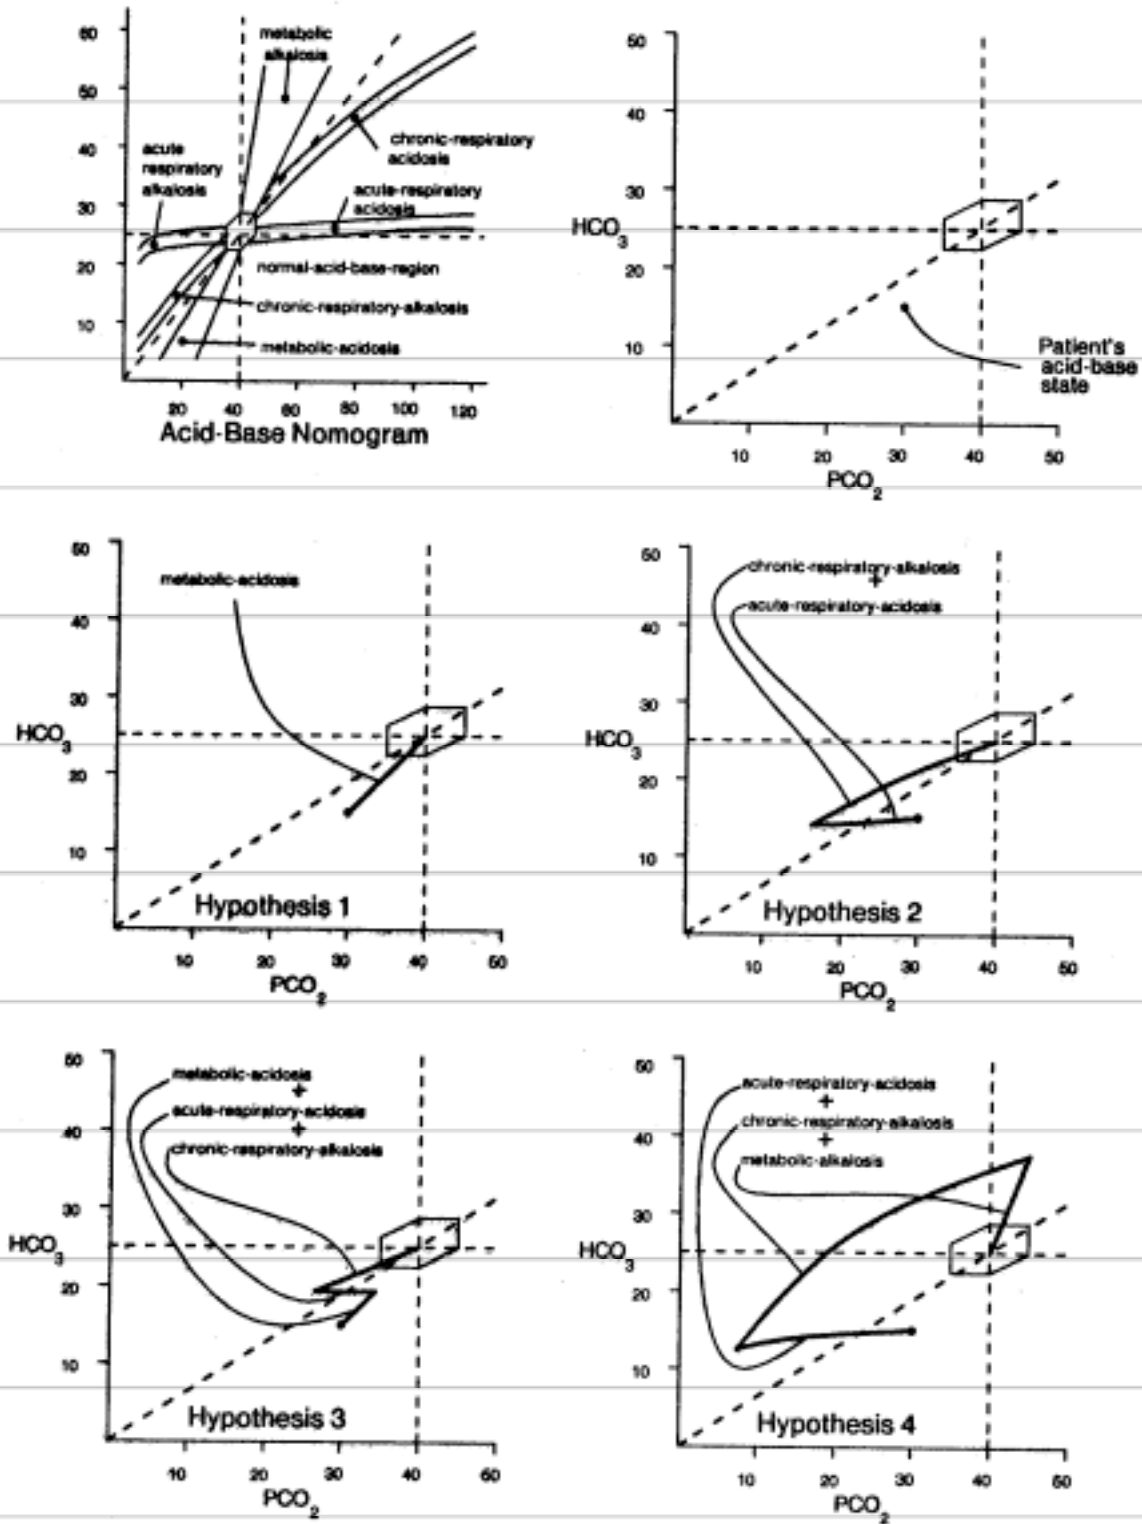 60
50
40
30
20
10
metabolic
alkalosis
acute
respiratory
alkalosis
chronic-respiratory
acidosis
acute-respiratory
acidosis
normal-acid-base-region
chronic-respiratory-alkalosis
metabolic-acidosis
20 40 60 80 100 120
Acid-Base Nomogram
50
40
30
HCO3
20
10
Patient's
acid-base
state
10 20 30 40 50
PCO2
50
metabolic-acidosis
40
30
HCO3
20
10
Hypothesis 1
10 20 30 40 50
PCO2
50
chronic-respiratory-alkalosis
+
acute-respiratory-acidosis
40
30
HCO3
20
10
Hypothesis 2
10 20 30 40 50
PCO2
50
metabolic-acidosis
+
acute-respiratory-acidosis
40
+
chronic-respiratory-alkalosis
30
HCO3
20
10
Hypothesis 3
10 20 30 40 50
PCO2
50
acute-respiratory-acidosis
+
chronic-respiratory-alkalosis
40
+
metabolic-alkalosis
30
HCO3
20
10
Hypothesis 4
10 20 30 40 50
PCO2